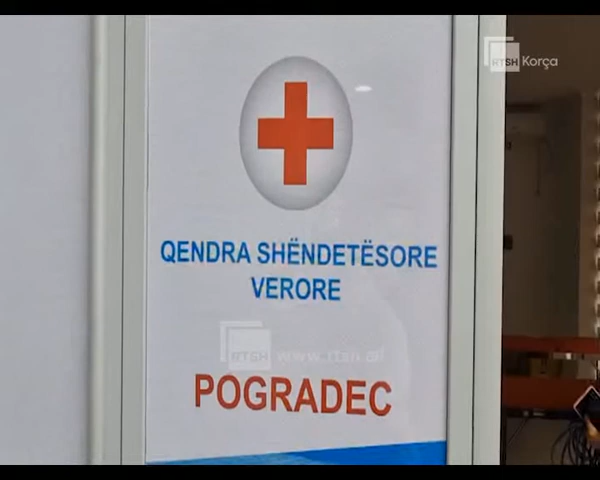 RTSH Korça
QENDRA SHËNDETËSORE
VERORE
RTSH www.rtsh.al
POGRADEC